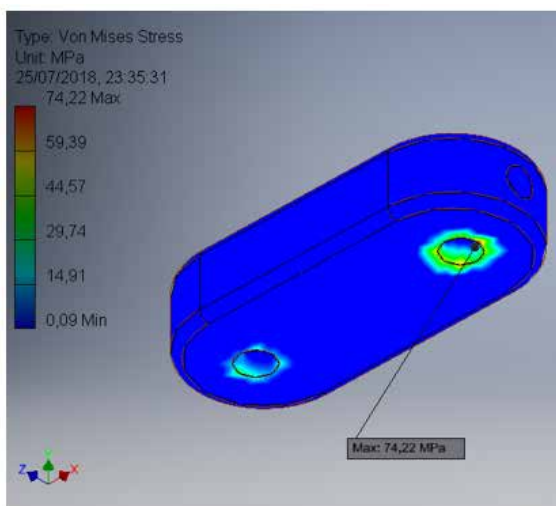 Type: Von Mises Stress
Unit: MPa
25/07/2018, 23:35:31
74,22 Max
59,39
44,57
29,74
14,91
0,09 Min
Max: 74,22 MPa
Z
Y
X